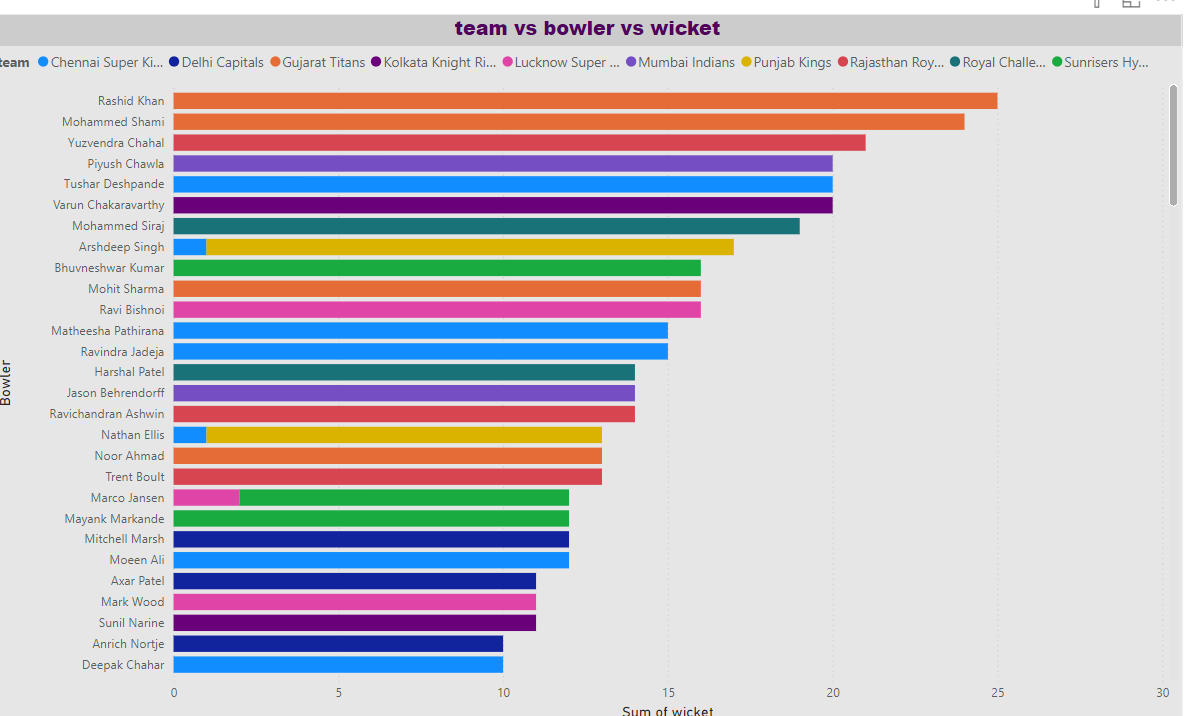 team vs bowler vs wicket
team Chennai Super Ki... Delhi Capitals Gujarat Titans Kolkata Knight Ri... Lucknow Super ... Mumbai Indians Punjab Kings Rajasthan Roy... Royal Challe... Sunrisers Hy...
Rashid Khan
Mohammed Shami
Yuzvendra Chahal
Piyush Chawla
Tushar Deshpande
Varun Chakaravarthy
Mohammed Siraj
Arshdeep Singh
Bhuvneshwar Kumar
Mohit Sharma
Ravi Bishnoi
Matheesha Pathirana
Ravindra Jadeja
Harshal Patel
Jason Behrendorff
Ravichandran Ashwin
Nathan Ellis
Noor Ahmad
Trent Boult
Marco Jansen
Mayank Markande
Mitchell Marsh
Moeen Ali
Axar Patel
Mark Wood
Sunil Narine
Anrich Nortje
Deepak Chahar
Bowler
0 5 10 15 20 25 30
Sum of wicket